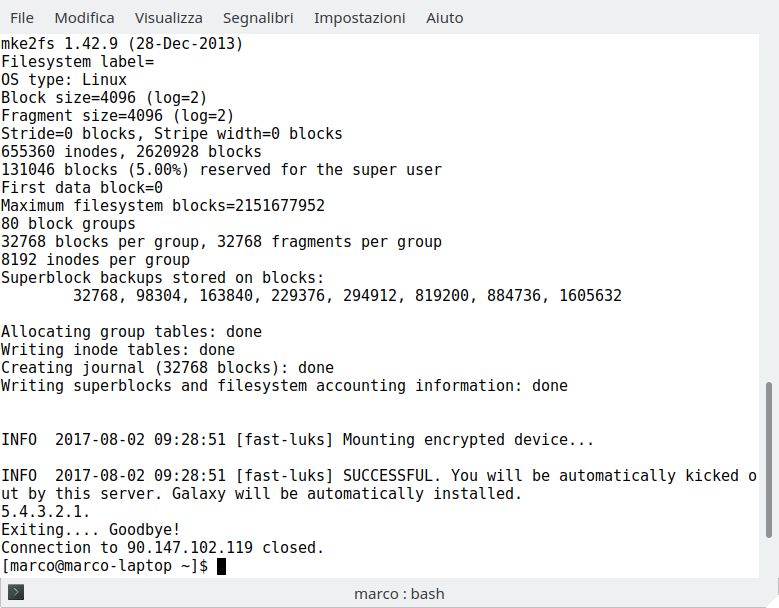 File Modifica Visualizza Segnalibri Impostazioni Aiuto
mke2fs 1.42.9 (28-Dec-2013)
Filesystem label=
OS type: Linux
Block size=4096 (log=2)
Fragment size=4096 (log=2)
Stride=0 blocks, Stripe width=0 blocks
655360 inodes, 2620928 blocks
131046 blocks (5.00%) reserved for the super user
First data block=0
Maximum filesystem blocks=2151677952
80 block groups
32768 blocks per group, 32768 fragments per group
8192 inodes per group
Superblock backups stored on blocks:
        32768, 98304, 163840, 229376, 294912, 819200, 884736, 1605632
Allocating group tables: done
Writing inode tables: done
Creating journal (32768 blocks): done
Writing superblocks and filesystem accounting information: done
INFO  2017-08-02 09:28:51 [fast-luks] Mounting encrypted device...
INFO  2017-08-02 09:28:51 [fast-luks] SUCCESSFUL. You will be automatically kicked o
ut by this server. Galaxy will be automatically installed.
5.4.3.2.1.
Exiting.... Goodbye!
Connection to 90.147.102.119 closed.
[marco@marco-laptop ~]$
marco : bash